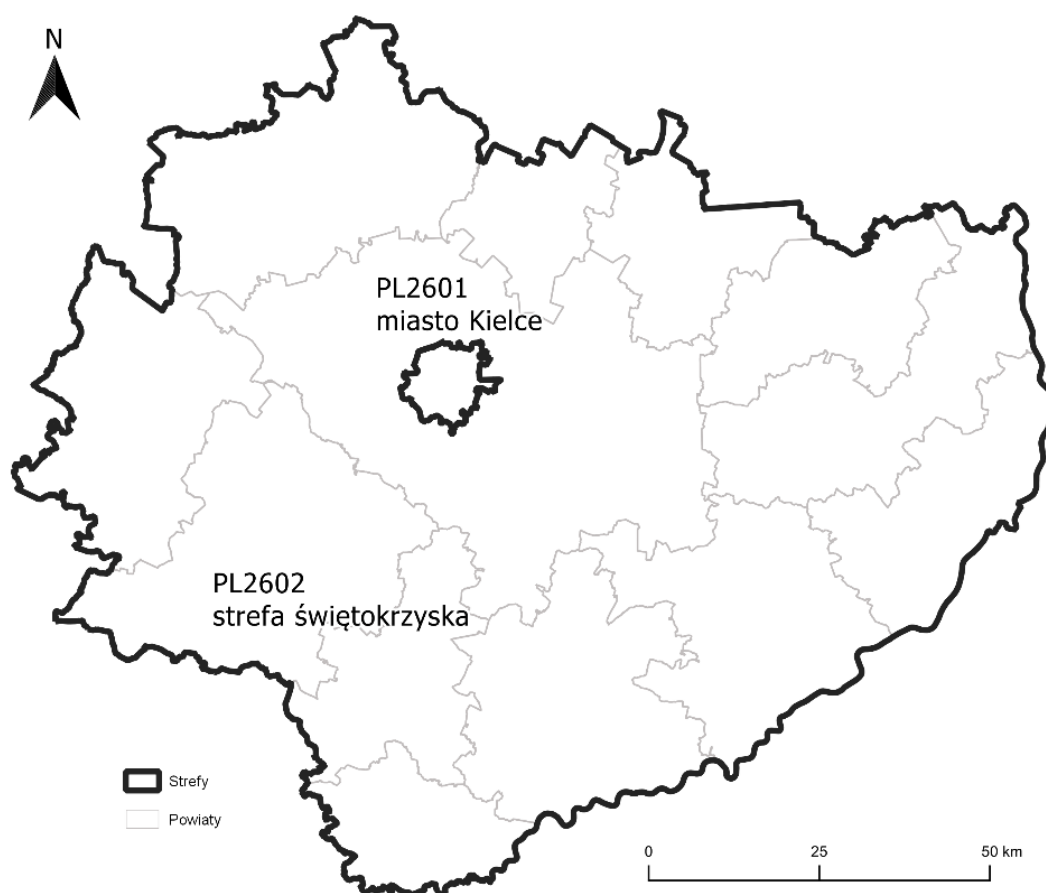 N
PL2601
miasto Kielce
PL2602
strefa świętokrzyska
Strefy
Powiaty
0 25 50 km